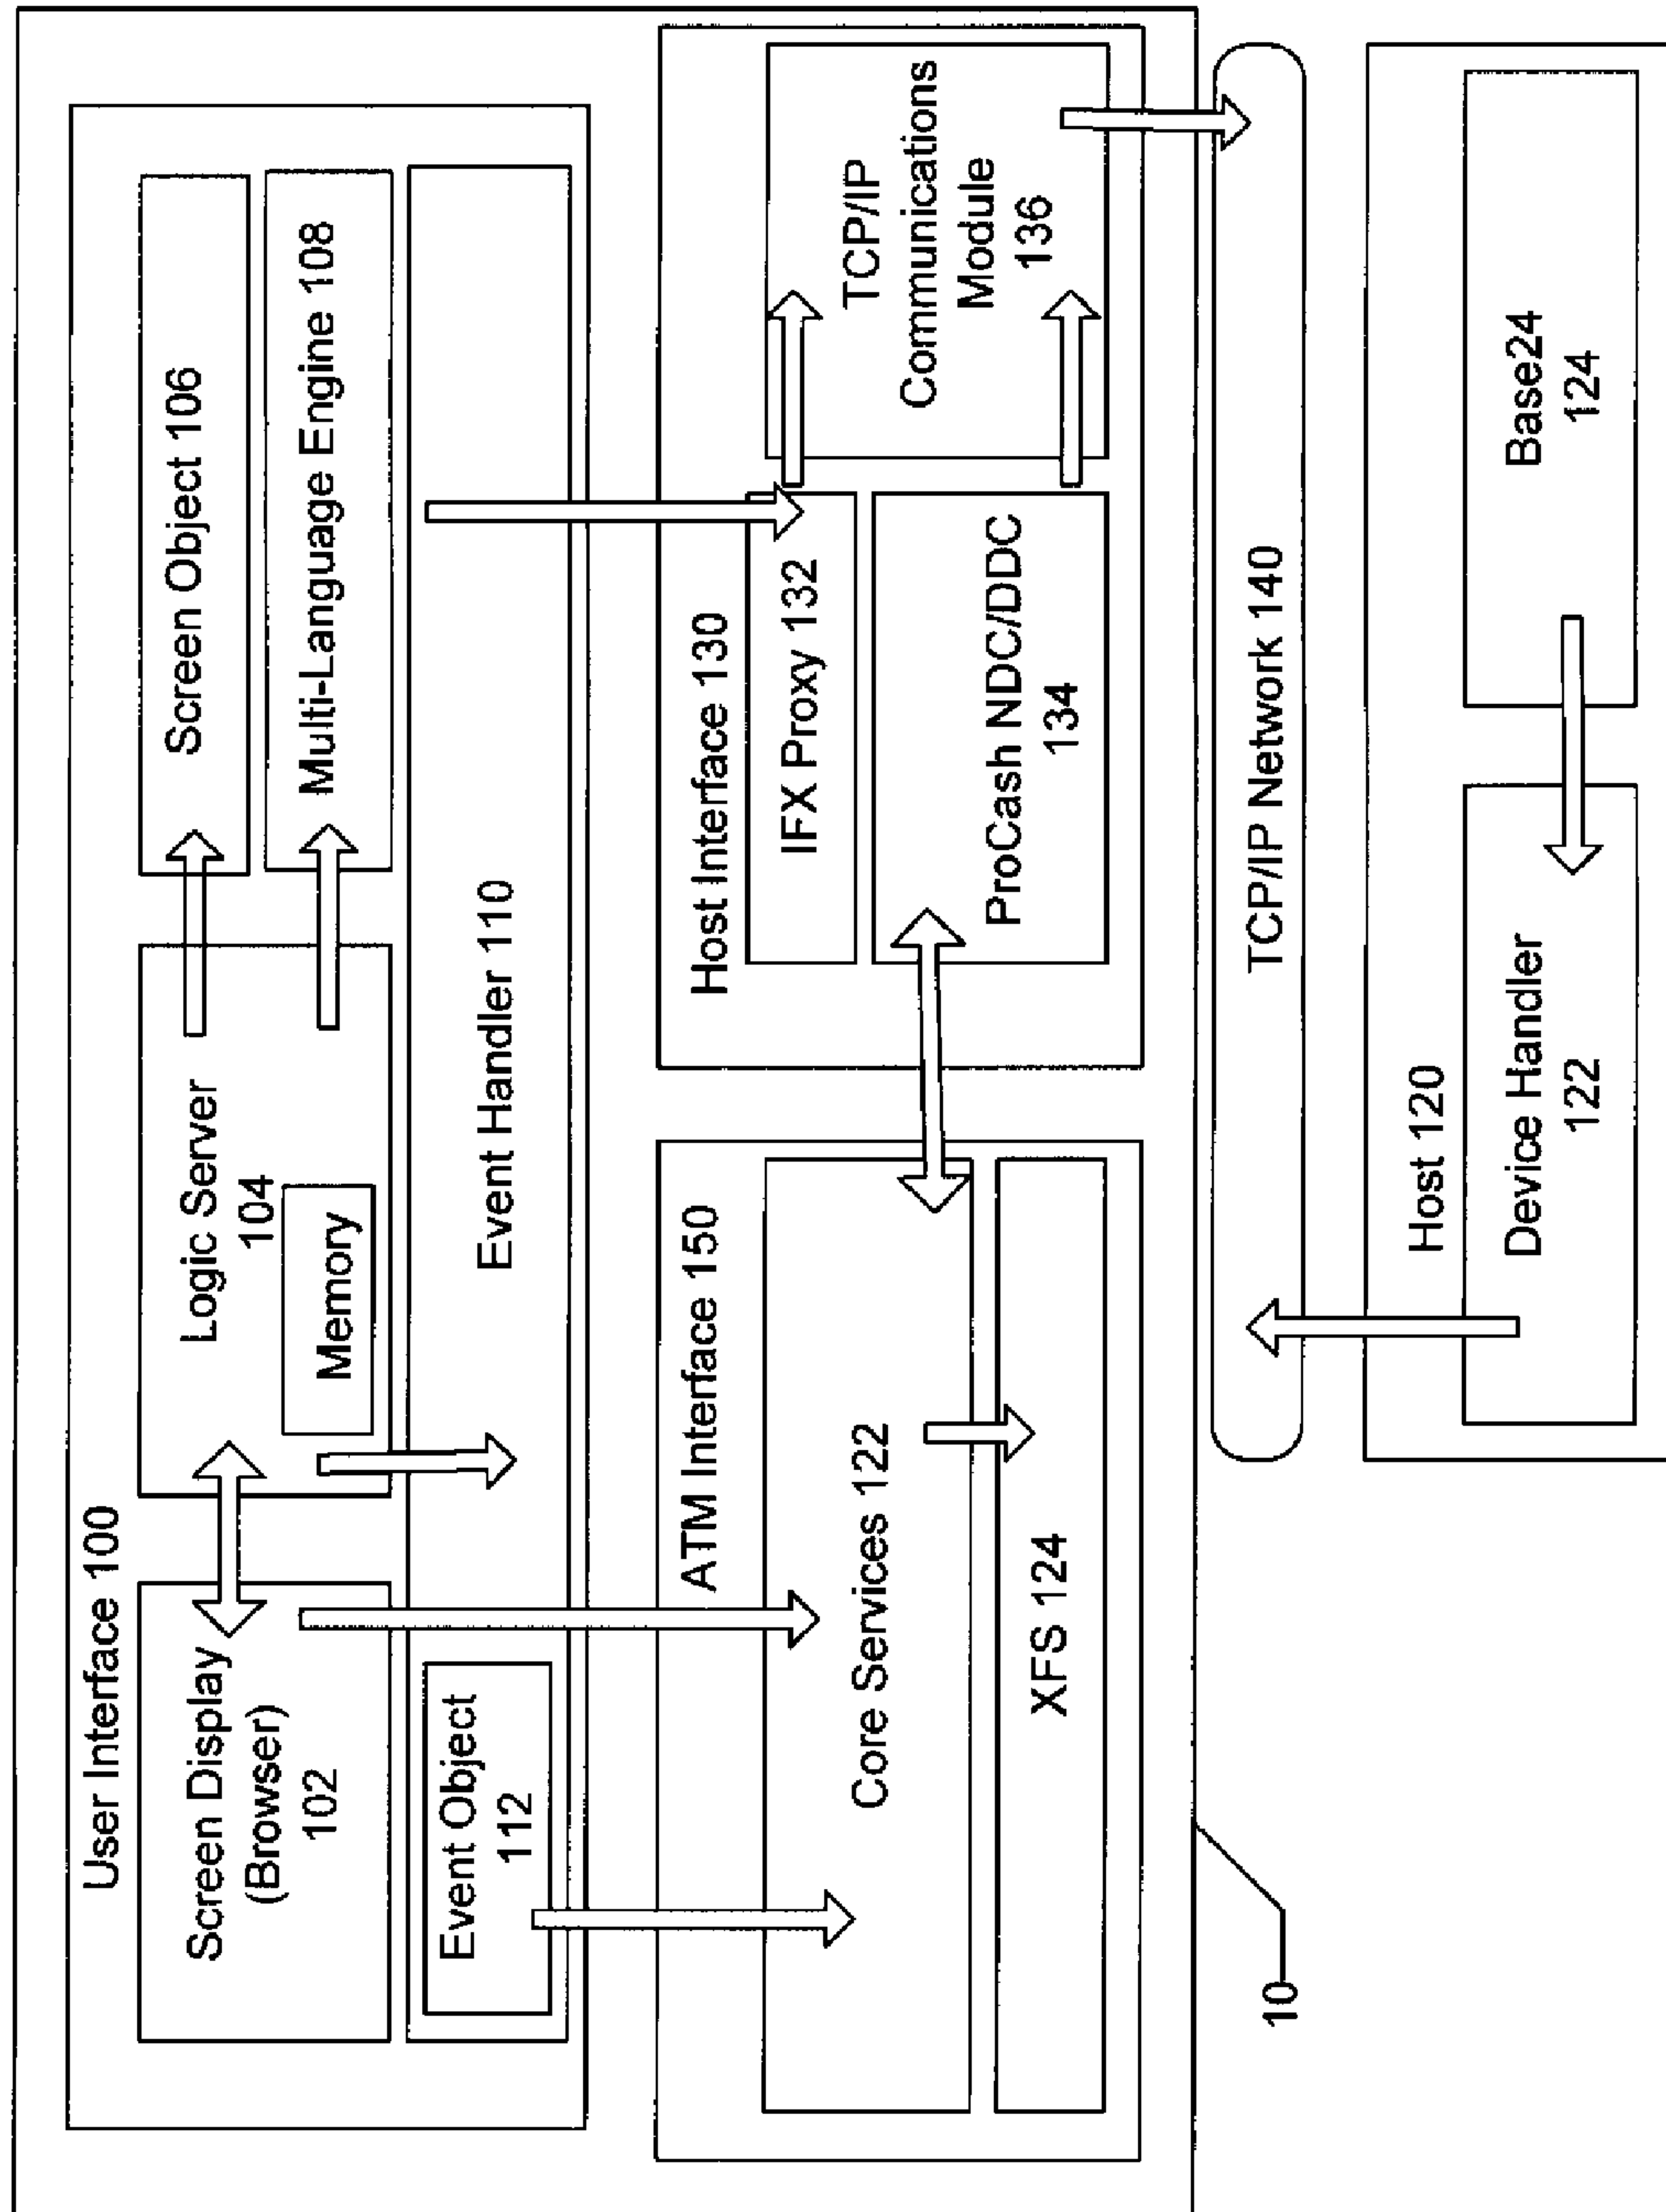 User Interface 100
Screen Display
(Browser)
102
Logic Server
104
Memory
Screen Object 106
Multi-Language Engine 108
Event Object
112
Event Handler 110
ATM Interface 150
Core Services 122
XFS 124
Host Interface 130
IFX Proxy 132
ProCash NDC/DDC
134
TCP/IP
Communications
Module
136
10
TCP/IP Network 140
Host 120
Device Handler
122
Base24
124